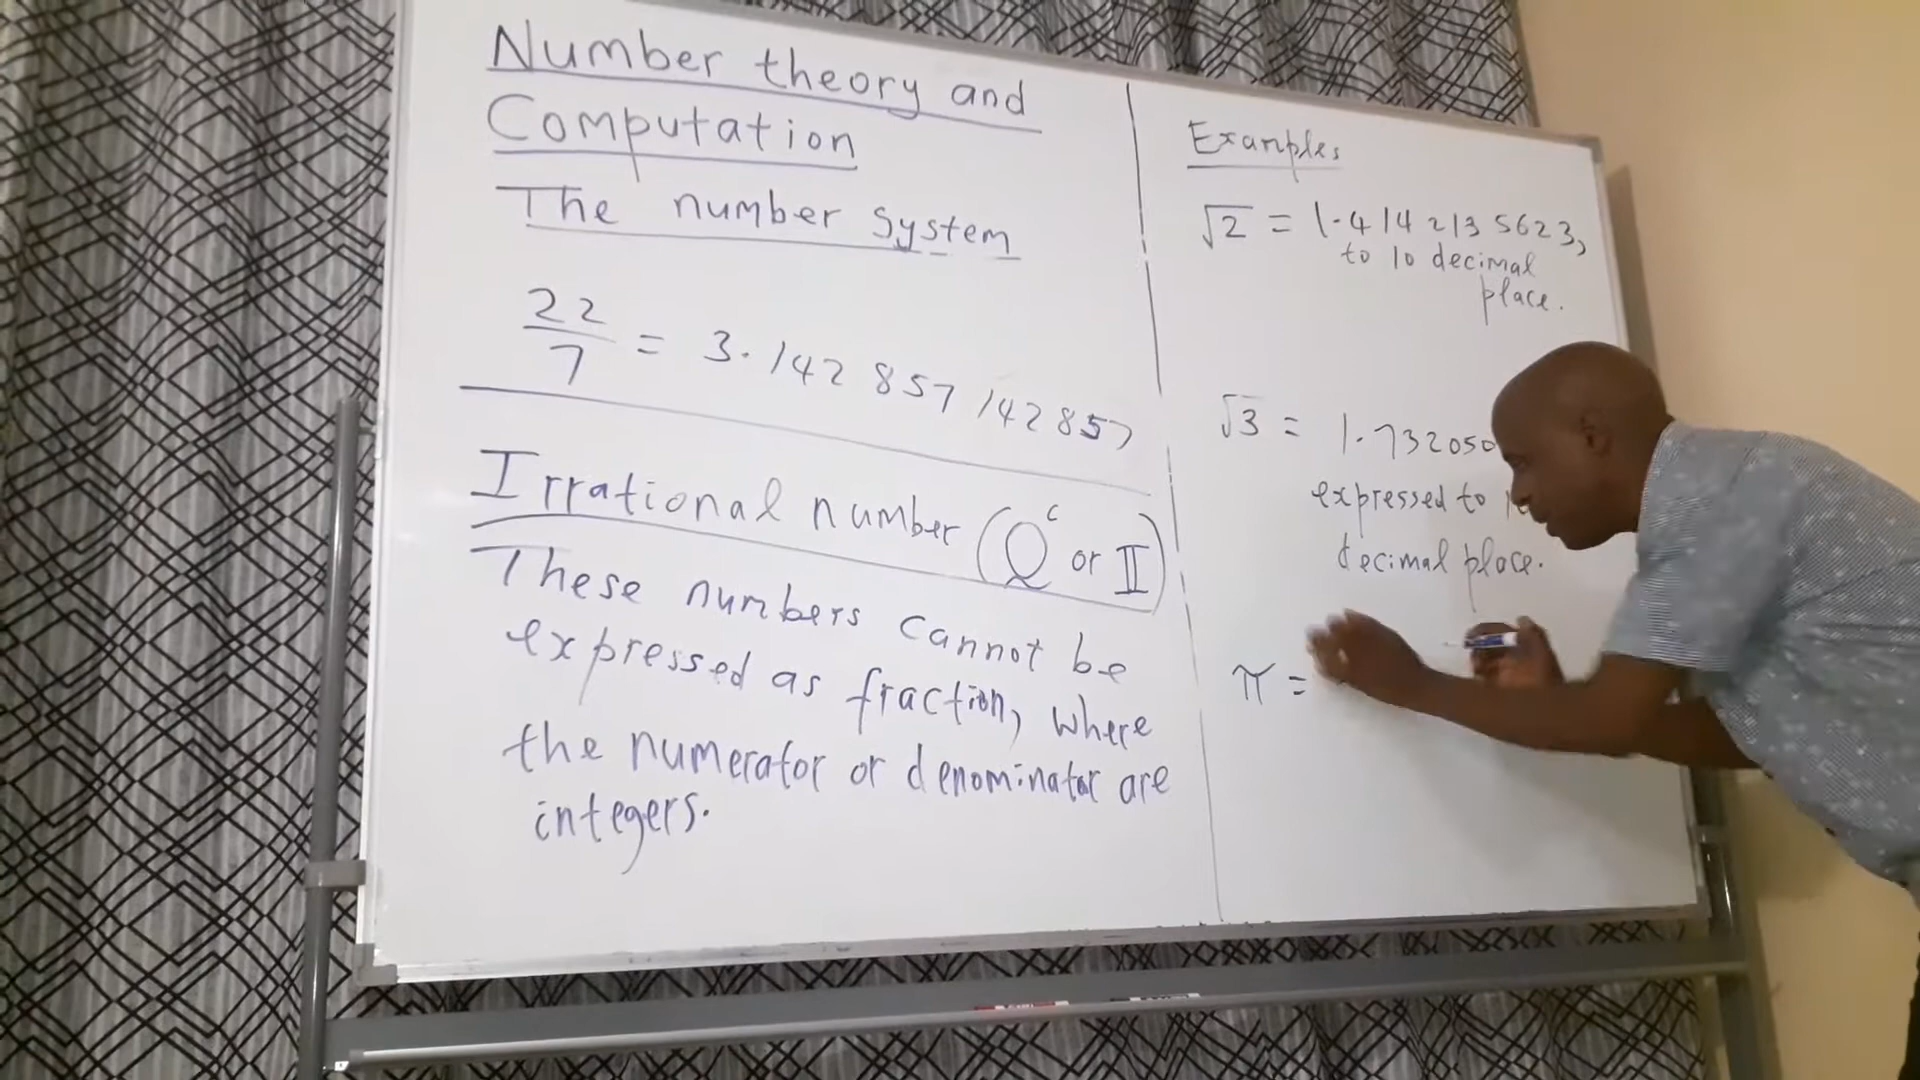 Number theory and
Computation
The number system
22/7 = 3.142 857 142857
Irrational number (Qᶜ or II)
These numbers cannot be
expressed as fraction, where
the numerator or denominator are
integers.
Examples
√2 = 1.414 213 5623,
to 10 decimal
place.
√3 = 1.732050
expressed to
decimal place.
π =